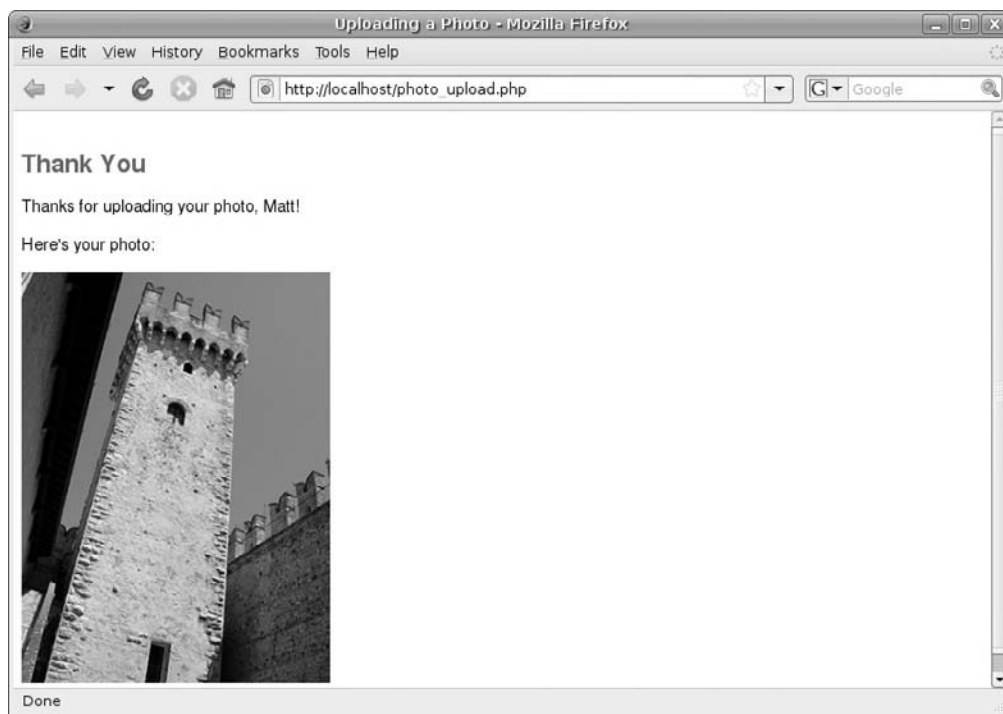 Uploading a Photo - Mozilla Firefox
File Edit View History Bookmarks Tools Help
http://localhost/photo_upload.php G Google
Thank You
Thanks for uploading your photo, Matt!
Here's your photo:
Done